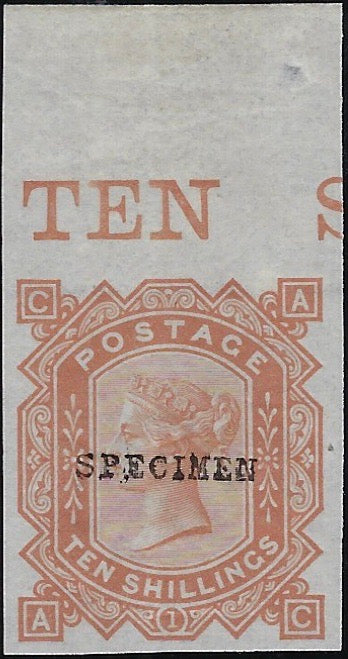 TEN S
C A
POSTAGE
SPECIMEN
TEN SHILLINGS
A 1 C